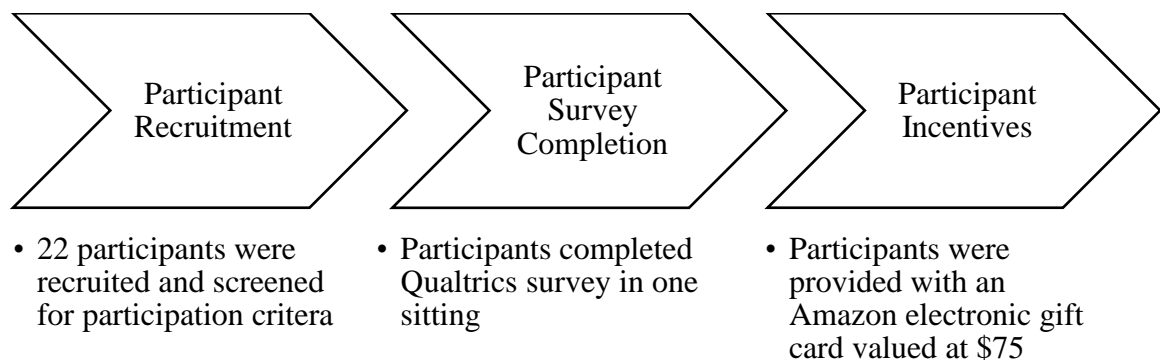 Participant
Recruitment
Participant
Survey
Completion
Participant
Incentives
• 22 participants were
recruited and screened
for participation critera
• Participants completed
Qualtrics survey in one
sitting
• Participants were
provided with an
Amazon electronic gift
card valued at $75